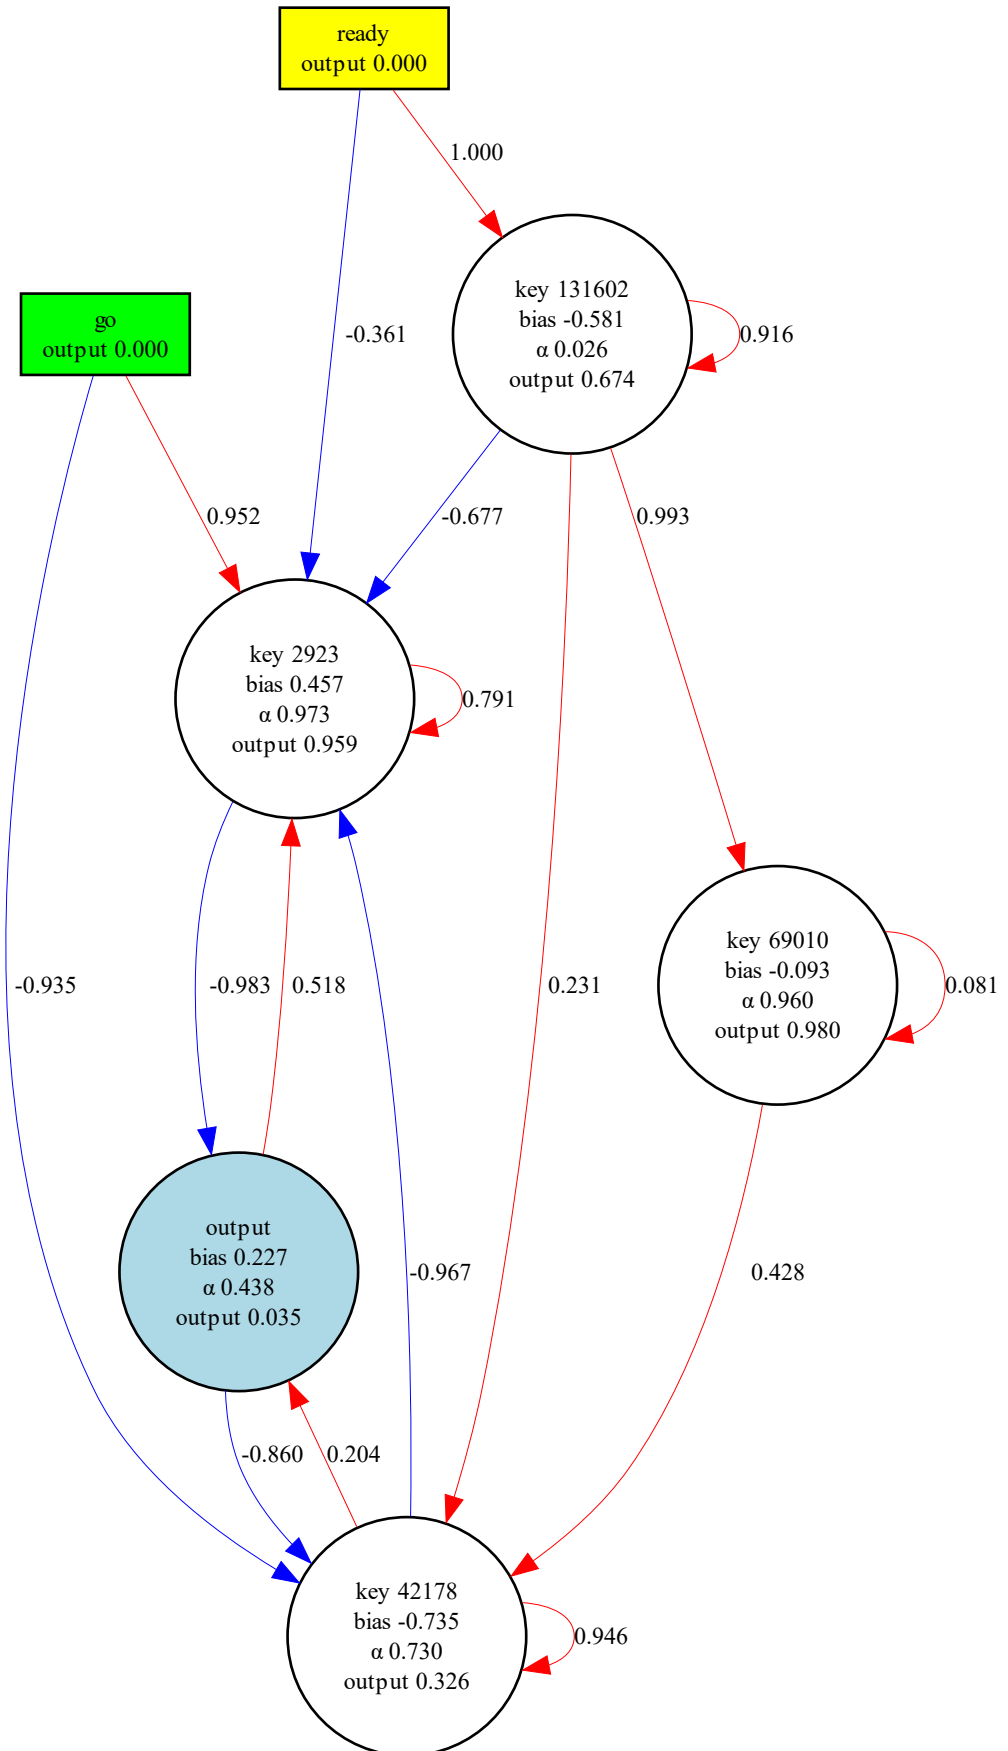 ready
output 0.000
1.000
key 131602
bias -0.581
α 0.026
output 0.674
0.916
go
output 0.000
-0.361
0.952
-0.677
0.993
key 2923
bias 0.457
α 0.973
output 0.959
0.791
key 69010
bias -0.093
α 0.960
output 0.980
0.081
-0.935
-0.983
0.518
0.231
output
bias 0.227
α 0.438
output 0.035
-0.967
0.428
-0.860
0.204
key 42178
bias -0.735
α 0.730
output 0.326
0.946